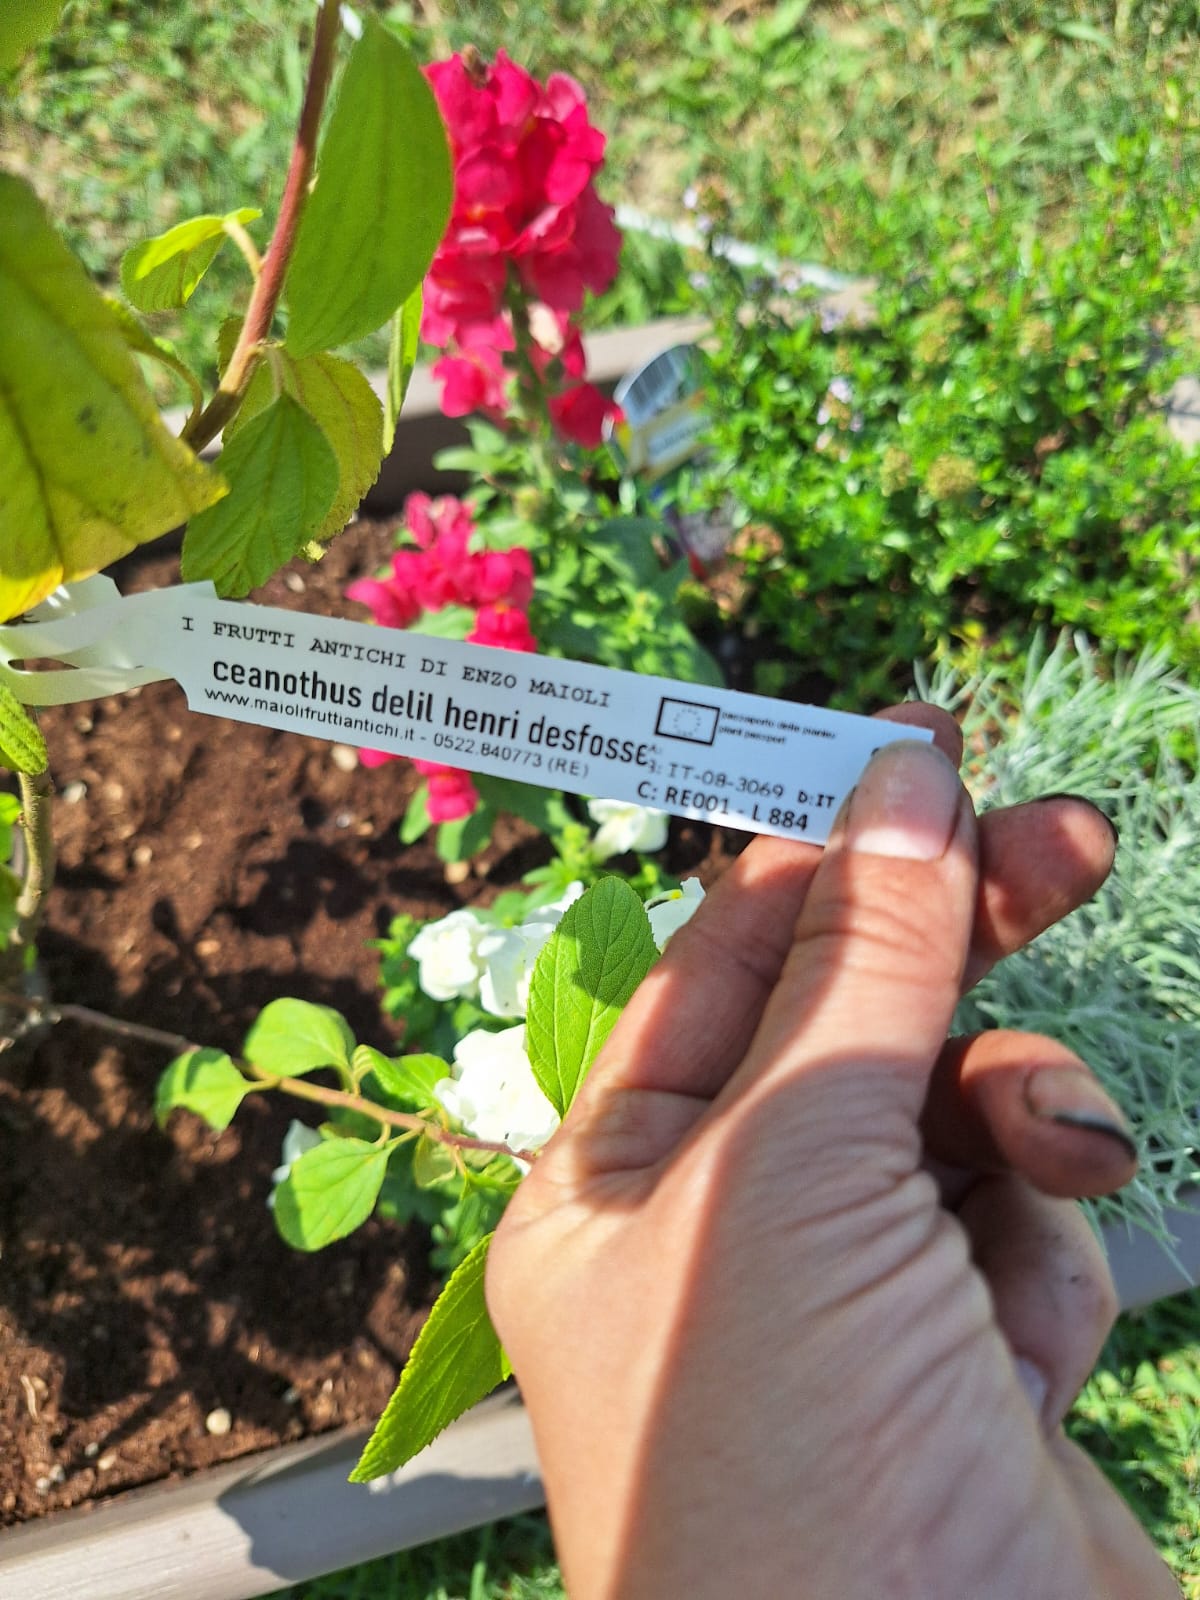 I FRUTTI ANTICHI DI ENZO MAIOLI
ceanothus delil henri desfosse
www.maiolifruttiantichi.it - 0522.840773 (RE)
passaporto delle piante/
plant passport
IT-08-3069 D:IT
C: RE001 - L 884